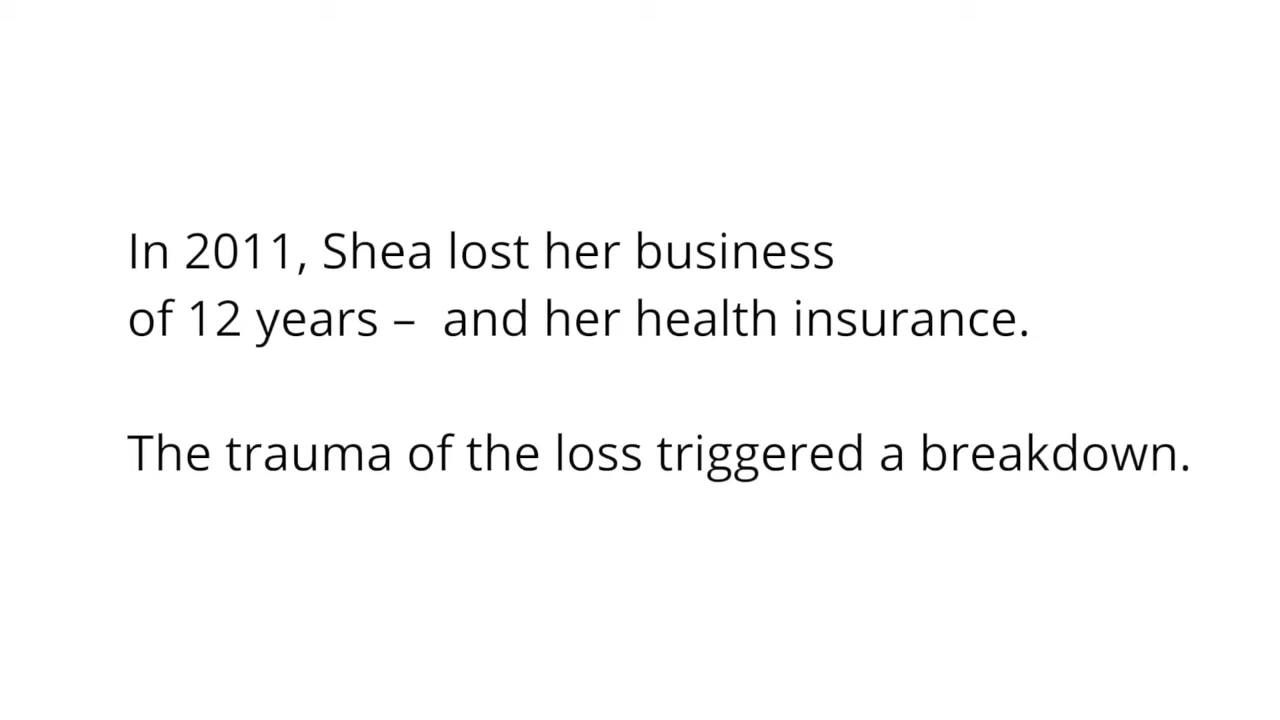 In 2011, Shea lost her business
of 12 years –  and her health insurance.
The trauma of the loss triggered a breakdown.